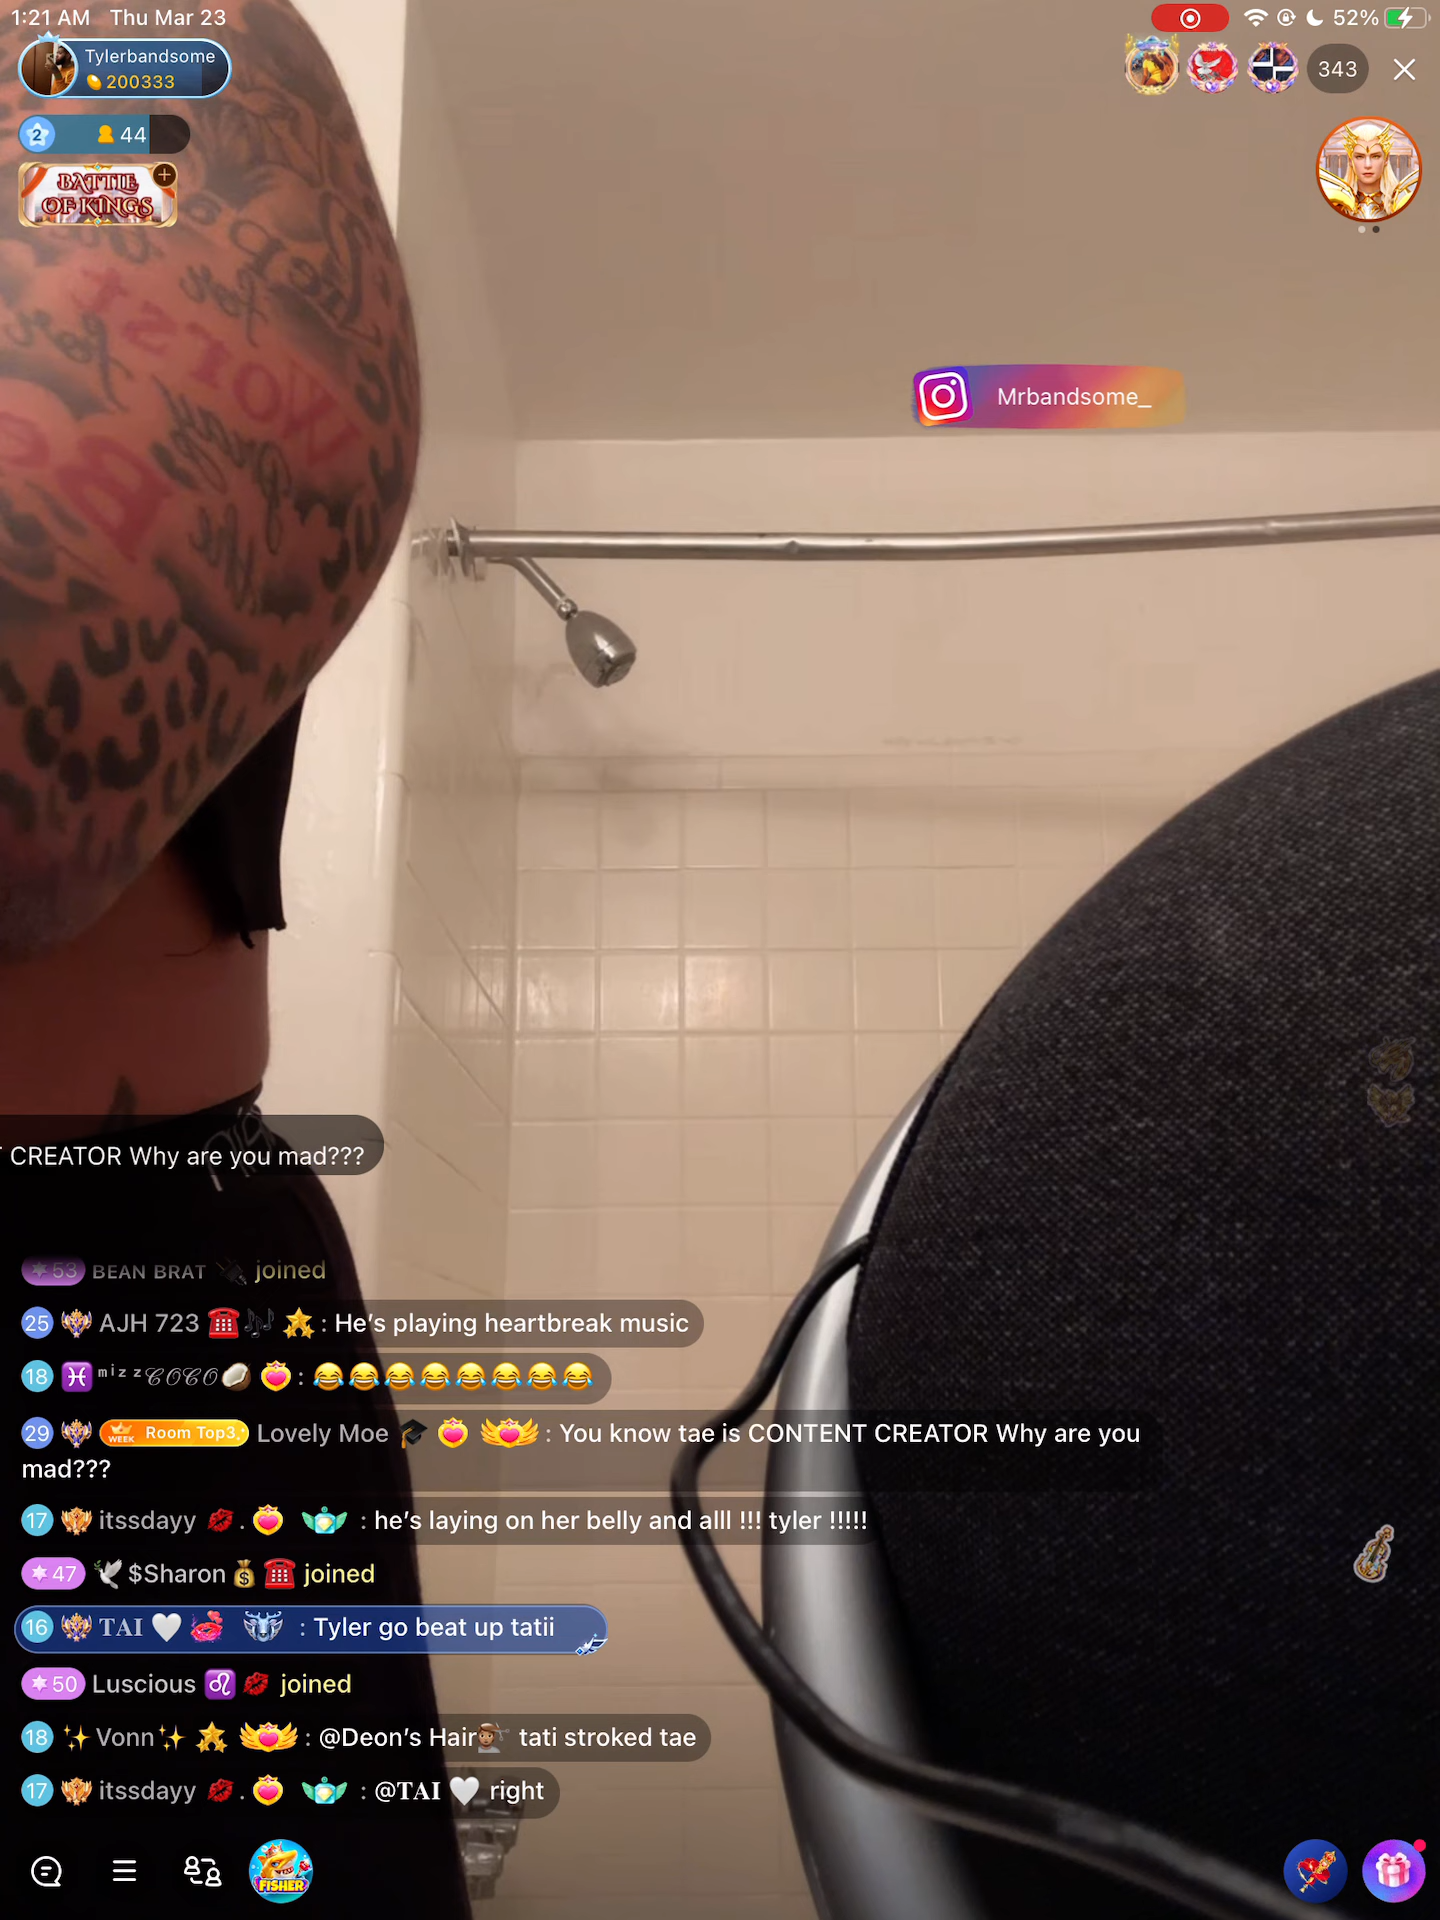 1:21 AM Thu Mar 23
52%
Tylerbandsome
200333
343
2
44
BATTLE
OF KINGS
Mrbandsome_
CREATOR Why are you mad???
53 BEAN BRAT joined
25 AJH 723 🎶 : He's playing heartbreak music
18 ♓ ᵐⁱᶻᶻ𝒞𝒪𝒞𝒪🥥 : 😂😂😂😂😂😂😂😂
29 WEEK Room Top3 Lovely Moe 🎓 : You know tae is CONTENT CREATOR Why are you
mad???
17 itssdayy 💋. : he's laying on her belly and alll !!! tyler !!!!!
47 🕊 $Sharon💰☎️ joined
16 𝐓𝐀𝐈 🤍 : Tyler go beat up tatii
50 Luscious ♌💋 joined
18 ✨Vonn✨ : @Deon's Hair tati stroked tae
17 itssdayy 💋. : @𝐓𝐀𝐈 🤍 right
FISHER